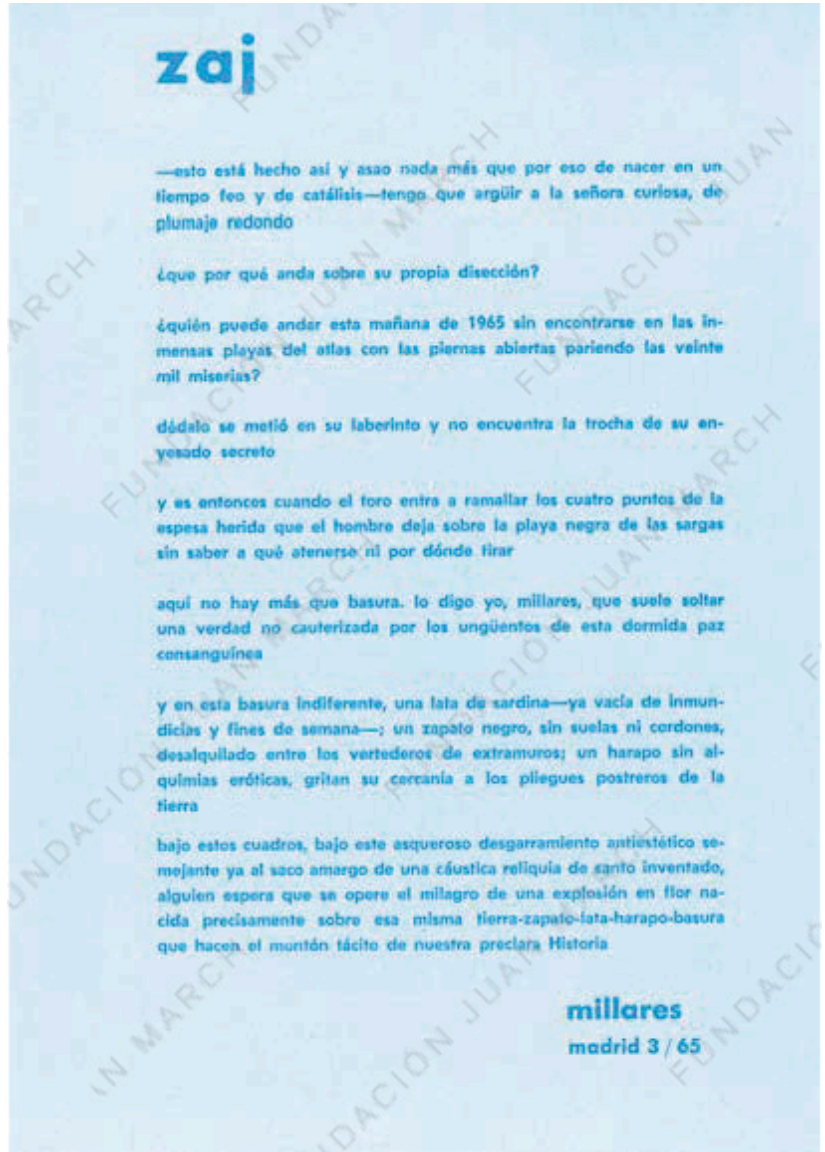 zaj
—esto está hecho así y asao nada más que por eso de nacer en un
tiempo feo y de catálisis—tengo que argüir a la señora curiosa, de
plumaje redondo
¿que por qué anda sobre su propia disección?
¿quién puede andar esta mañana de 1965 sin encontrarse en las in-
mensas playas del atlas con las piernas abiertas pariendo las veinte
mil miserias?
dédalo se metió en su laberinto y no encuentra la trocha de su en-
yesado secreto
y es entonces cuando el toro entra a ramallar los cuatro puntos de la
espesa herida que el hombre deja sobre la playa negra de las sargas
sin saber a qué atenerse ni por dónde tirar
aquí no hay más que basura. lo digo yo, millares, que suelo soltar
una verdad no cauterizada por los ungüentos de esta dormida paz
consanguínea
y en esta basura indiferente, una lata de sardina—ya vacía de inmun-
dicias y fines de semana—; un zapato negro, sin suelas ni cordones,
desalquilado entre los vertederos de extramuros; un harapo sin al-
quimias eróticas, gritan su cercanía a los pliegues postreros de la
tierra
bajo estos cuadros, bajo este asqueroso desgarramiento antiestético se-
mejante ya al saco amargo de una cáustica reliquia de santo inventado,
alguien espera que se opere el milagro de una explosión en flor na-
cida precisamente sobre esa misma tierra-zapato-lata-harapo-basura
que hacen el montón tácito de nuestra preclara Historia
millares
madrid 3/65
FUNDACIÓN JUAN MARCH